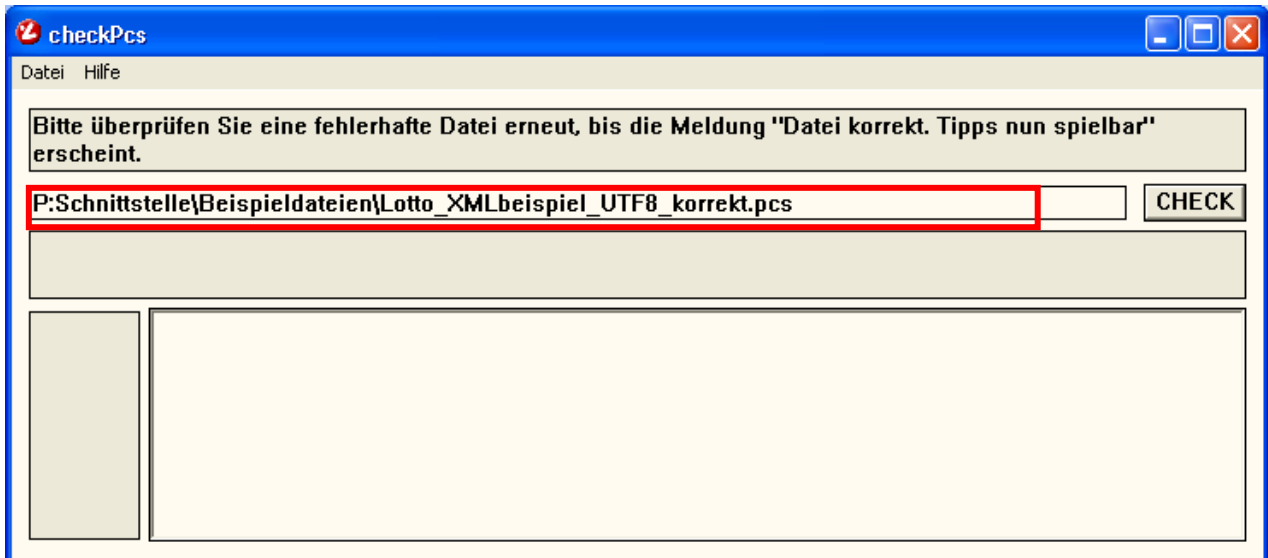 checkPcs
Datei Hilfe
Bitte überprüfen Sie eine fehlerhafte Datei erneut, bis die Meldung "Datei korrekt. Tipps nun spielbar"
erscheint.
P:Schnittstelle\Beispieldateien\Lotto_XMLbeispiel_UTF8_korrekt.pcs
CHECK